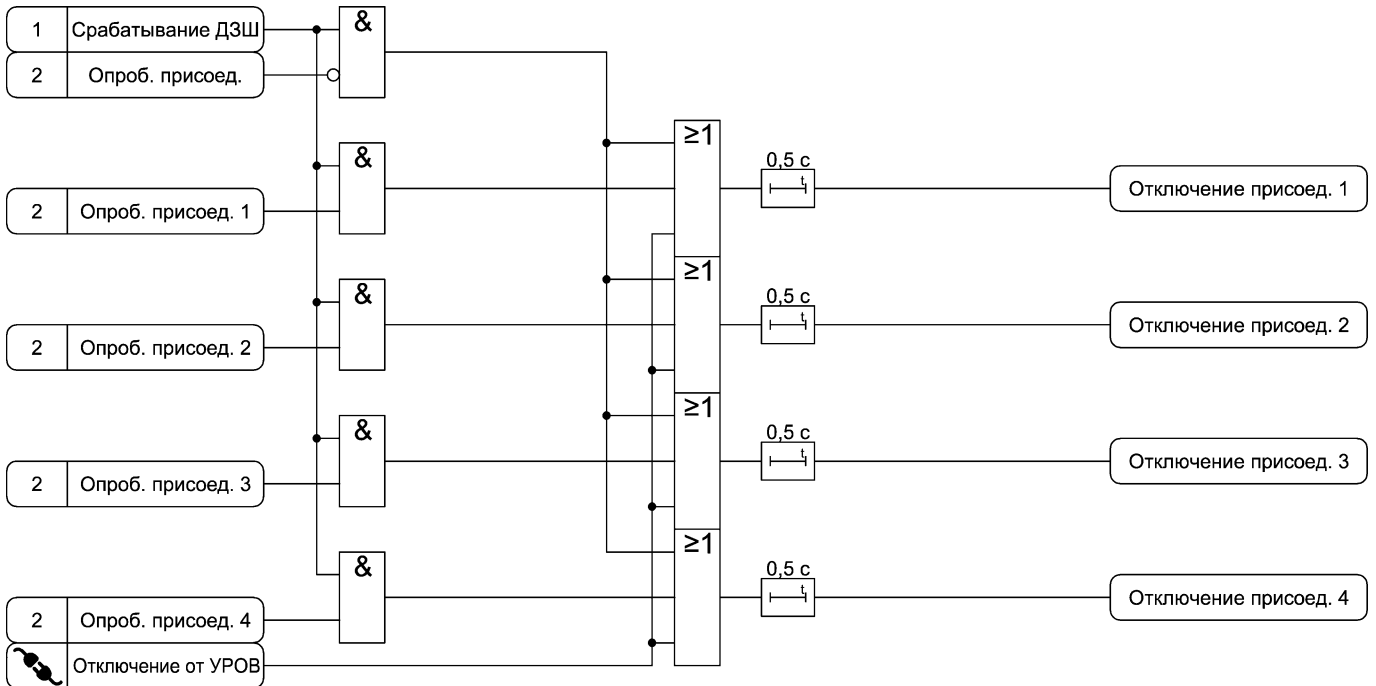 1 Срабатывание ДЗШ
&
2 Опроб. присоед.
≥1
&
0,5 с
t
Отключение присоед. 1
2 Опроб. присоед. 1
≥1
&
0,5 с
t
Отключение присоед. 2
2 Опроб. присоед. 2
≥1
&
0,5 с
t
Отключение присоед. 3
2 Опроб. присоед. 3
≥1
&
0,5 с
t
Отключение присоед. 4
2 Опроб. присоед. 4
Отключение от УРОВ